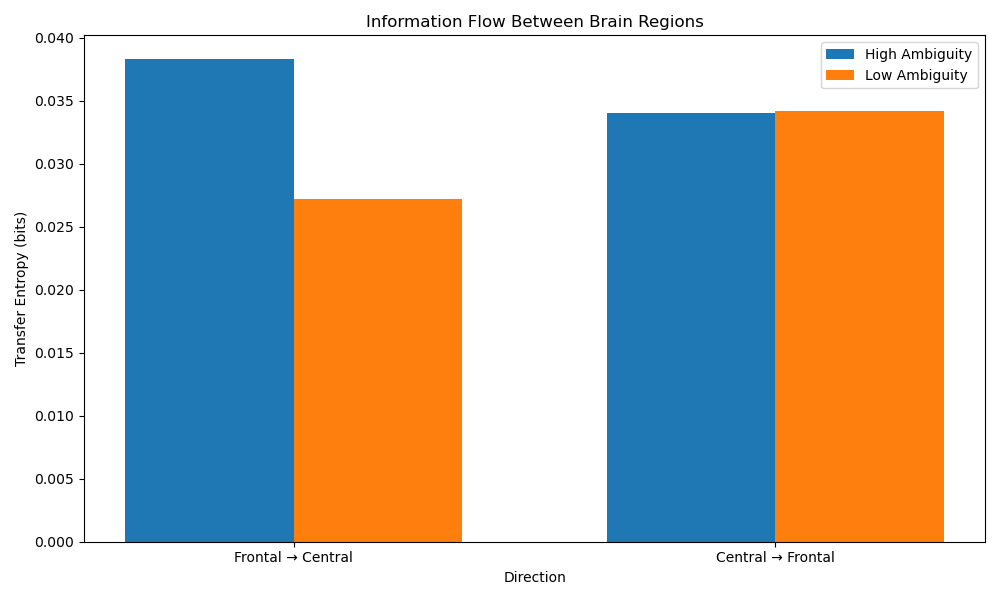 Information Flow Between Brain Regions
High Ambiguity
Low Ambiguity
Transfer Entropy (bits)
0.040
0.035
0.030
0.025
0.020
0.015
0.010
0.005
0.000
Frontal → Central
Central → Frontal
Direction